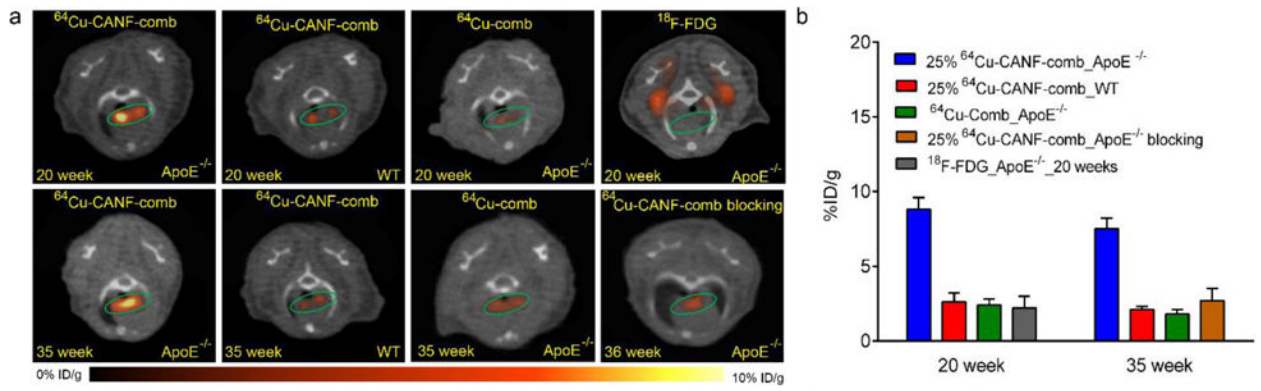 a
⁶⁴Cu-CANF-comb
20 week
ApoE⁻/⁻
⁶⁴Cu-CANF-comb
20 week
WT
⁶⁴Cu-comb
20 week
ApoE⁻/⁻
¹⁸F-FDG
20 week
ApoE⁻/⁻
⁶⁴Cu-CANF-comb
35 week
ApoE⁻/⁻
⁶⁴Cu-CANF-comb
35 week
WT
⁶⁴Cu-comb
35 week
ApoE⁻/⁻
⁶⁴Cu-CANF-comb blocking
36 week
ApoE⁻/⁻
0% ID/g
10% ID/g
b
%ID/g
20
15
10
5
0
25% ⁶⁴Cu-CANF-comb_ApoE ⁻/⁻
25% ⁶⁴Cu-CANF-comb_WT
⁶⁴Cu-Comb_ApoE⁻/⁻
25% ⁶⁴Cu-CANF-comb_ApoE⁻/⁻ blocking
¹⁸F-FDG_ApoE⁻/⁻_20 weeks
20 week
35 week